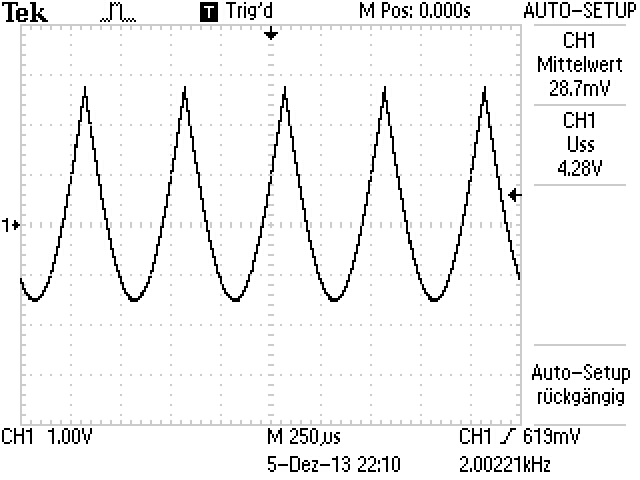 Tek T Trig'd M Pos: 0.000s AUTO-SETUP
CH1
Mittelwert
28.7mV
CH1
Uss
4.28V
1
Auto-Setup
rückgängig
CH1 1.00V M 250µs CH1 619mV
5-Dez-13 22:10 2.00221kHz